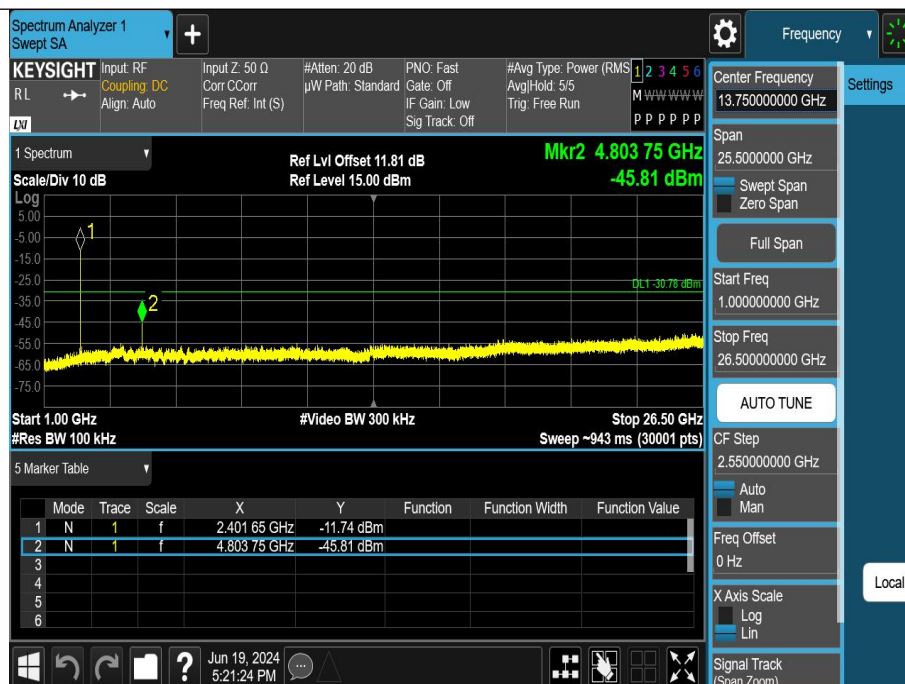 Spectrum Analyzer 1
Swept SA
Frequency
KEYSIGHT
RL
LXI
Input: RF
Coupling: DC
Align: Auto
Input Z: 50 Ω
Corr CCorr
Freq Ref: Int (S)
#Atten: 20 dB
µW Path: Standard
PNO: Fast
Gate: Off
IF Gain: Low
Sig Track: Off
#Avg Type: Power (RMS
Avg|Hold: 5/5
Trig: Free Run
1 2 3 4 5 6
M W W W W W
P P P P P P
Center Frequency
13.750000000 GHz
Settings
Span
25.5000000 GHz
Swept Span
Zero Span
Full Span
Start Freq
1.000000000 GHz
Stop Freq
26.500000000 GHz
AUTO TUNE
CF Step
2.550000000 GHz
Auto
Man
Freq Offset
0 Hz
X Axis Scale
Log
Lin
Signal Track
(Span Zoom)
Local
1 Spectrum
Scale/Div 10 dB
Ref Lvl Offset 11.81 dB
Ref Level 15.00 dBm
Mkr2 4.803 75 GHz
-45.81 dBm
Log
5.00
-5.00
-15.0
-25.0
-35.0
-45.0
-55.0
-65.0
-75.0
1
2
DL1 -30.78 dBm
Start 1.00 GHz
#Video BW 300 kHz
Stop 26.50 GHz
#Res BW 100 kHz
Sweep ~943 ms (30001 pts)
5 Marker Table
Mode Trace Scale X Y Function Function Width Function Value
1 N 1 f 2.401 65 GHz -11.74 dBm
2 N 1 f 4.803 75 GHz -45.81 dBm
3
4
5
6
Jun 19, 2024
5:21:24 PM